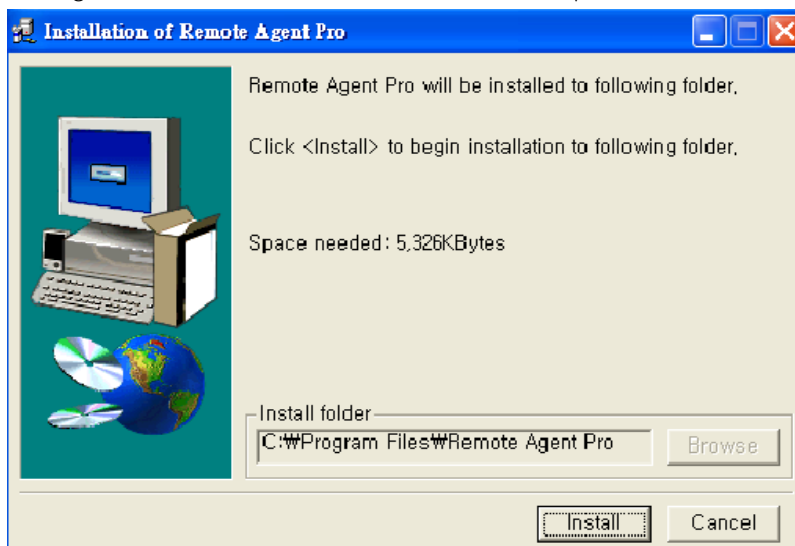 Installation of Remote Agent Pro
Remote Agent Pro will be installed to following folder,
Click <Install> to begin installation to following folder,
Space needed: 5,326KBytes
Install folder
C:₩Program Files₩Remote Agent Pro
Browse
Install
Cancel